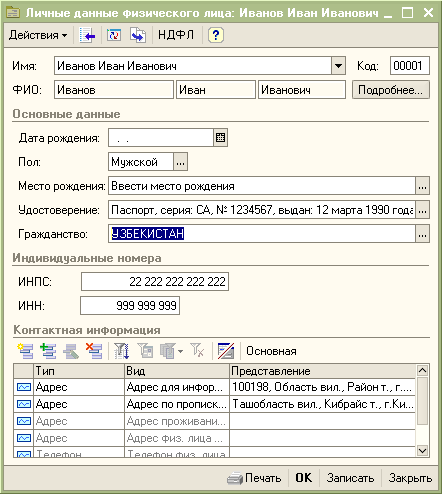 Личные данные физического лица: Иванов Иван Иванович
Действия НДФЛ ?
Имя: Иванов Иван Иванович Код: 00001
ФИО: Иванов Иван Иванович Подробнее...
Основные данные
Дата рождения: . .
Пол: Мужской ...
Место рождения: Ввести место рождения ...
Удостоверение: Паспорт, серия: СА, № 1234567, выдан: 12 марта 1990 года ...
Гражданство: УЗБЕКИСТАН ...
Индивидуальные номера
ИНПС: 22 222 222 222 222
ИНН: 999 999 999
Контактная информация
Основная
Тип Вид Представление
Адрес Адрес для инфор... 100198, Область вил., Район т., г....
Адрес Адрес по прописк... Ташобласть вил., Кибрайс т., г.Ки...
Адрес Адрес проживани...
Адрес Адрес физ. лица ...
Телефон Телефон физ. лица
Печать ОК Записать Закрыть